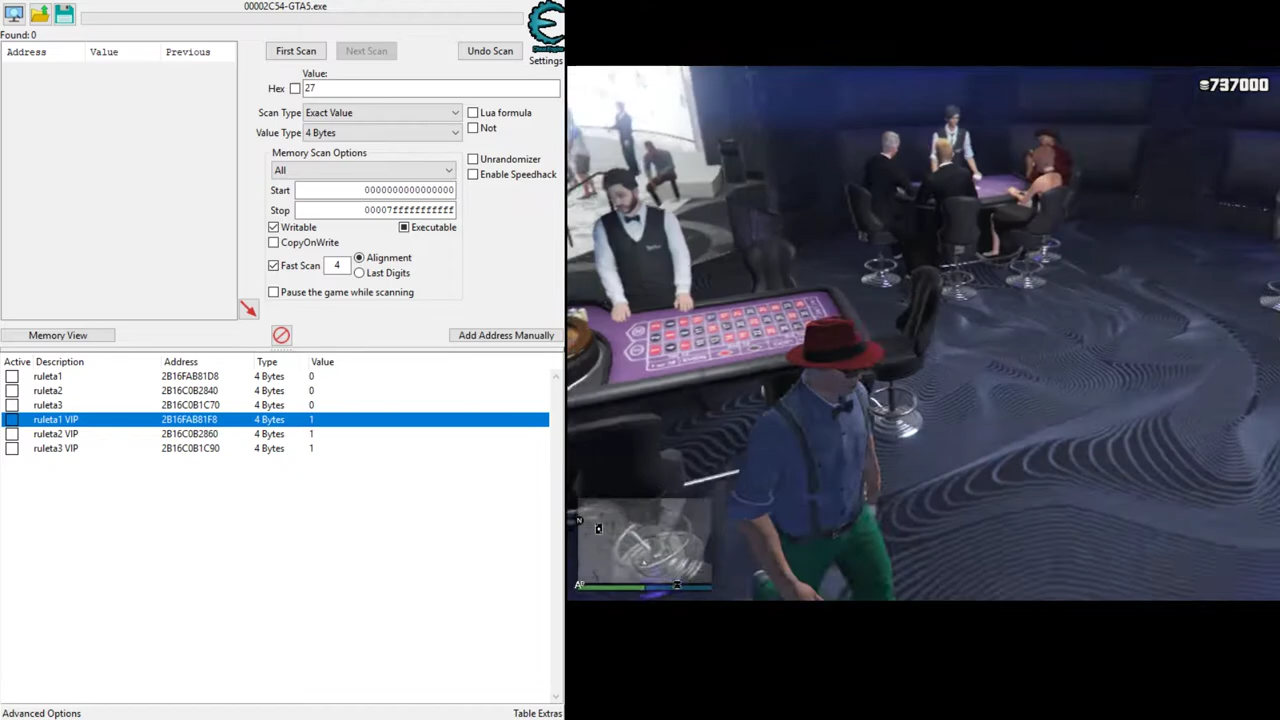 00002C54-GTA5.exe
Found: 0
Address Value Previous
First Scan Next Scan Undo Scan
Settings
Value:
Hex 27
Scan Type Exact Value Lua formula
Value Type 4 Bytes Not
Memory Scan Options
All
Unrandomizer
Enable Speedhack
Start 0000000000000000
Stop 00007fffffffffff
Writable Executable
CopyOnWrite
Fast Scan 4 Alignment
Last Digits
Pause the game while scanning
Memory View Add Address Manually
Active Description Address Type Value
ruleta1 2B16FAB81D8 4 Bytes 0
ruleta2 2B16C0B2840 4 Bytes 0
ruleta3 2B16C0B1C70 4 Bytes 0
ruleta1 VIP 2B16FAB81F8 4 Bytes 1
ruleta2 VIP 2B16C0B2860 4 Bytes 1
ruleta3 VIP 2B16C0B1C90 4 Bytes 1
Advanced Options Table Extras
737000
N